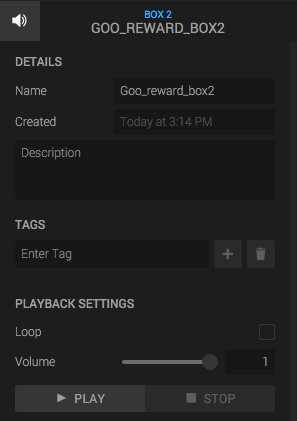 BOX 2
GOO_REWARD_BOX2
DETAILS
Name Goo_reward_box2
Created Today at 3:14 PM
Description
TAGS
Enter Tag
PLAYBACK SETTINGS
Loop
Volume 1
PLAY STOP